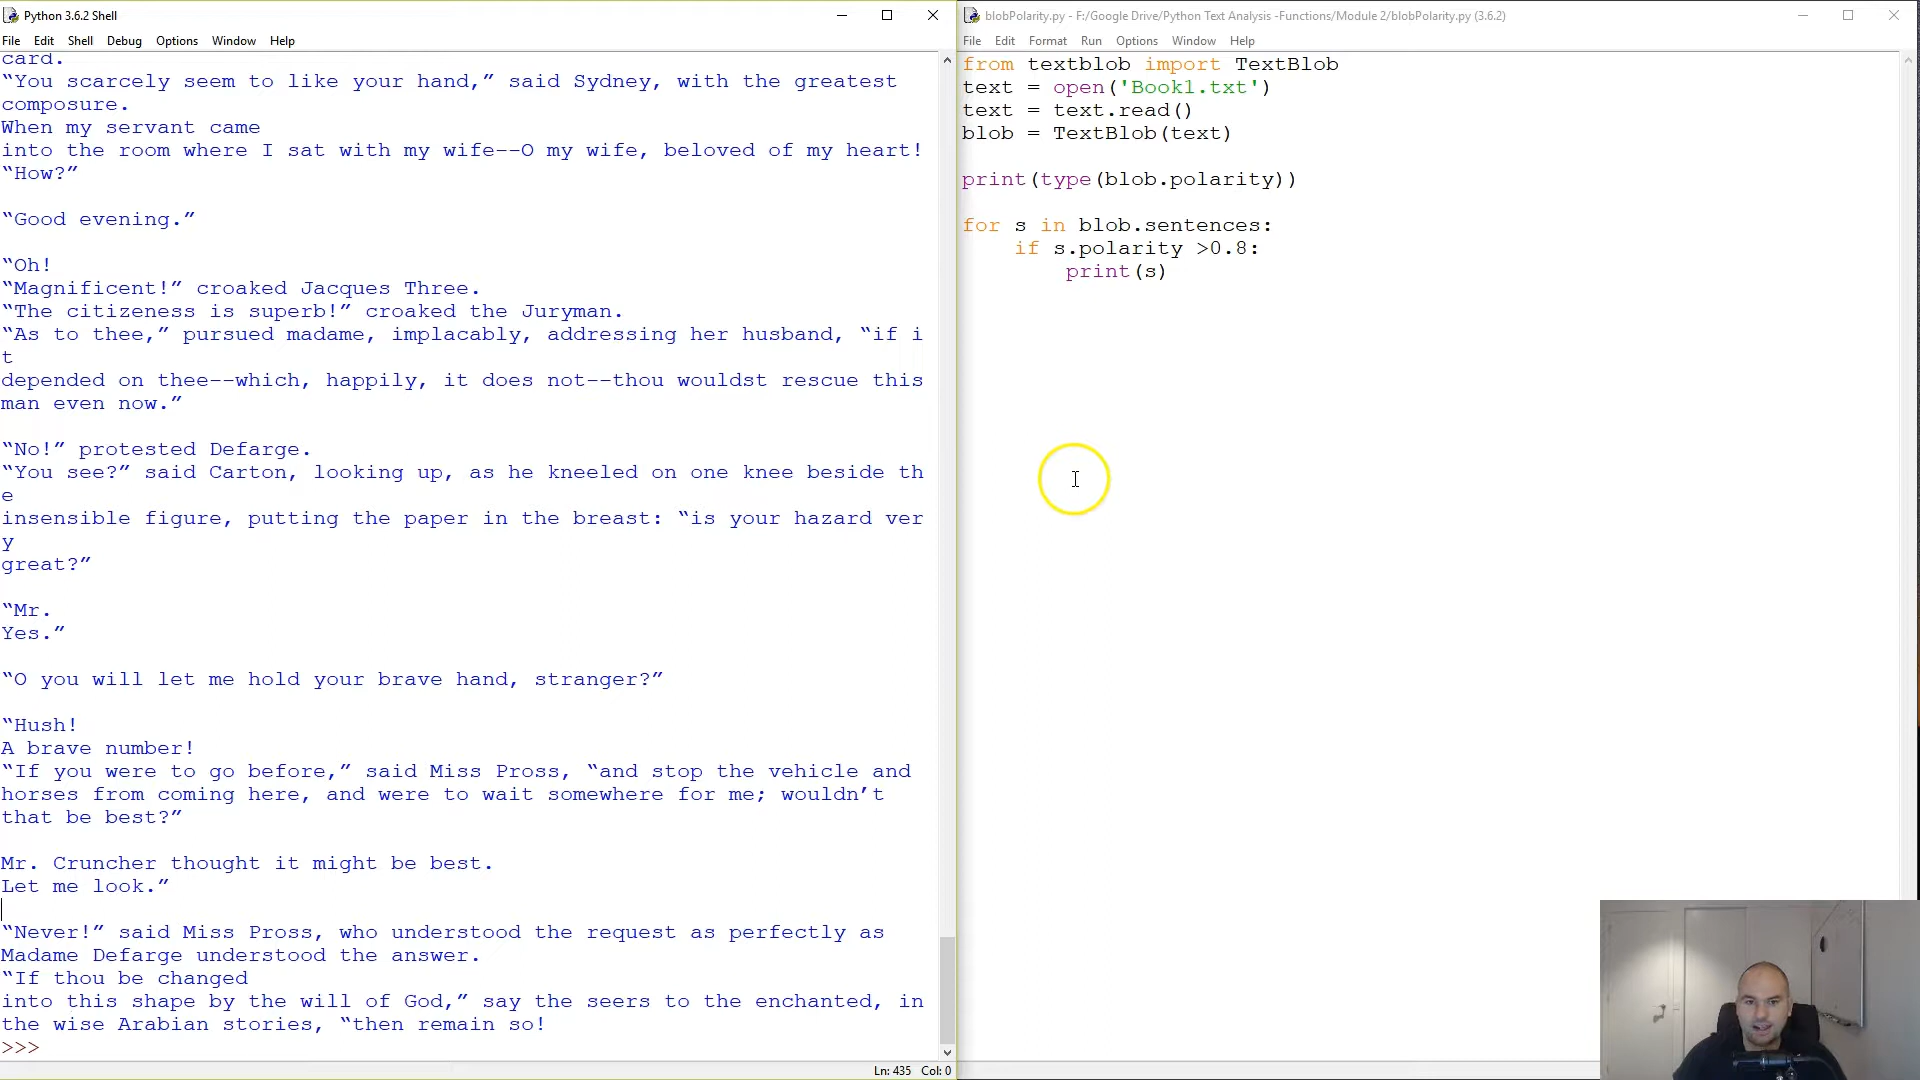 Python 3.6.2 Shell
File Edit Shell Debug Options Window Help
card.
“You scarcely seem to like your hand,” said Sydney, with the greatest
composure.
When my servant came
into the room where I sat with my wife--O my wife, beloved of my heart!
“How?”
“Good evening.”
“Oh!
“Magnificent!” croaked Jacques Three.
“The citizeness is superb!” croaked the Juryman.
“As to thee,” pursued madame, implacably, addressing her husband, “if i
t
depended on thee--which, happily, it does not--thou wouldst rescue this
man even now.”
“No!” protested Defarge.
“You see?” said Carton, looking up, as he kneeled on one knee beside th
e
insensible figure, putting the paper in the breast: “is your hazard ver
y
great?”
“Mr.
Yes.”
“O you will let me hold your brave hand, stranger?”
“Hush!
A brave number!
“If you were to go before,” said Miss Pross, “and stop the vehicle and
horses from coming here, and were to wait somewhere for me; wouldn’t
that be best?”
Mr. Cruncher thought it might be best.
Let me look.”
“Never!” said Miss Pross, who understood the request as perfectly as
Madame Defarge understood the answer.
“If thou be changed
into this shape by the will of God,” say the seers to the enchanted, in
the wise Arabian stories, “then remain so!
>>>
Ln: 435 Col: 0
blobPolarity.py - F:/Google Drive/Python Text Analysis -Functions/Module 2/blobPolarity.py (3.6.2)
File Edit Format Run Options Window Help
from textblob import TextBlob
text = open('Book1.txt')
text = text.read()
blob = TextBlob(text)
print(type(blob.polarity))
for s in blob.sentences:
    if s.polarity >0.8:
        print(s)